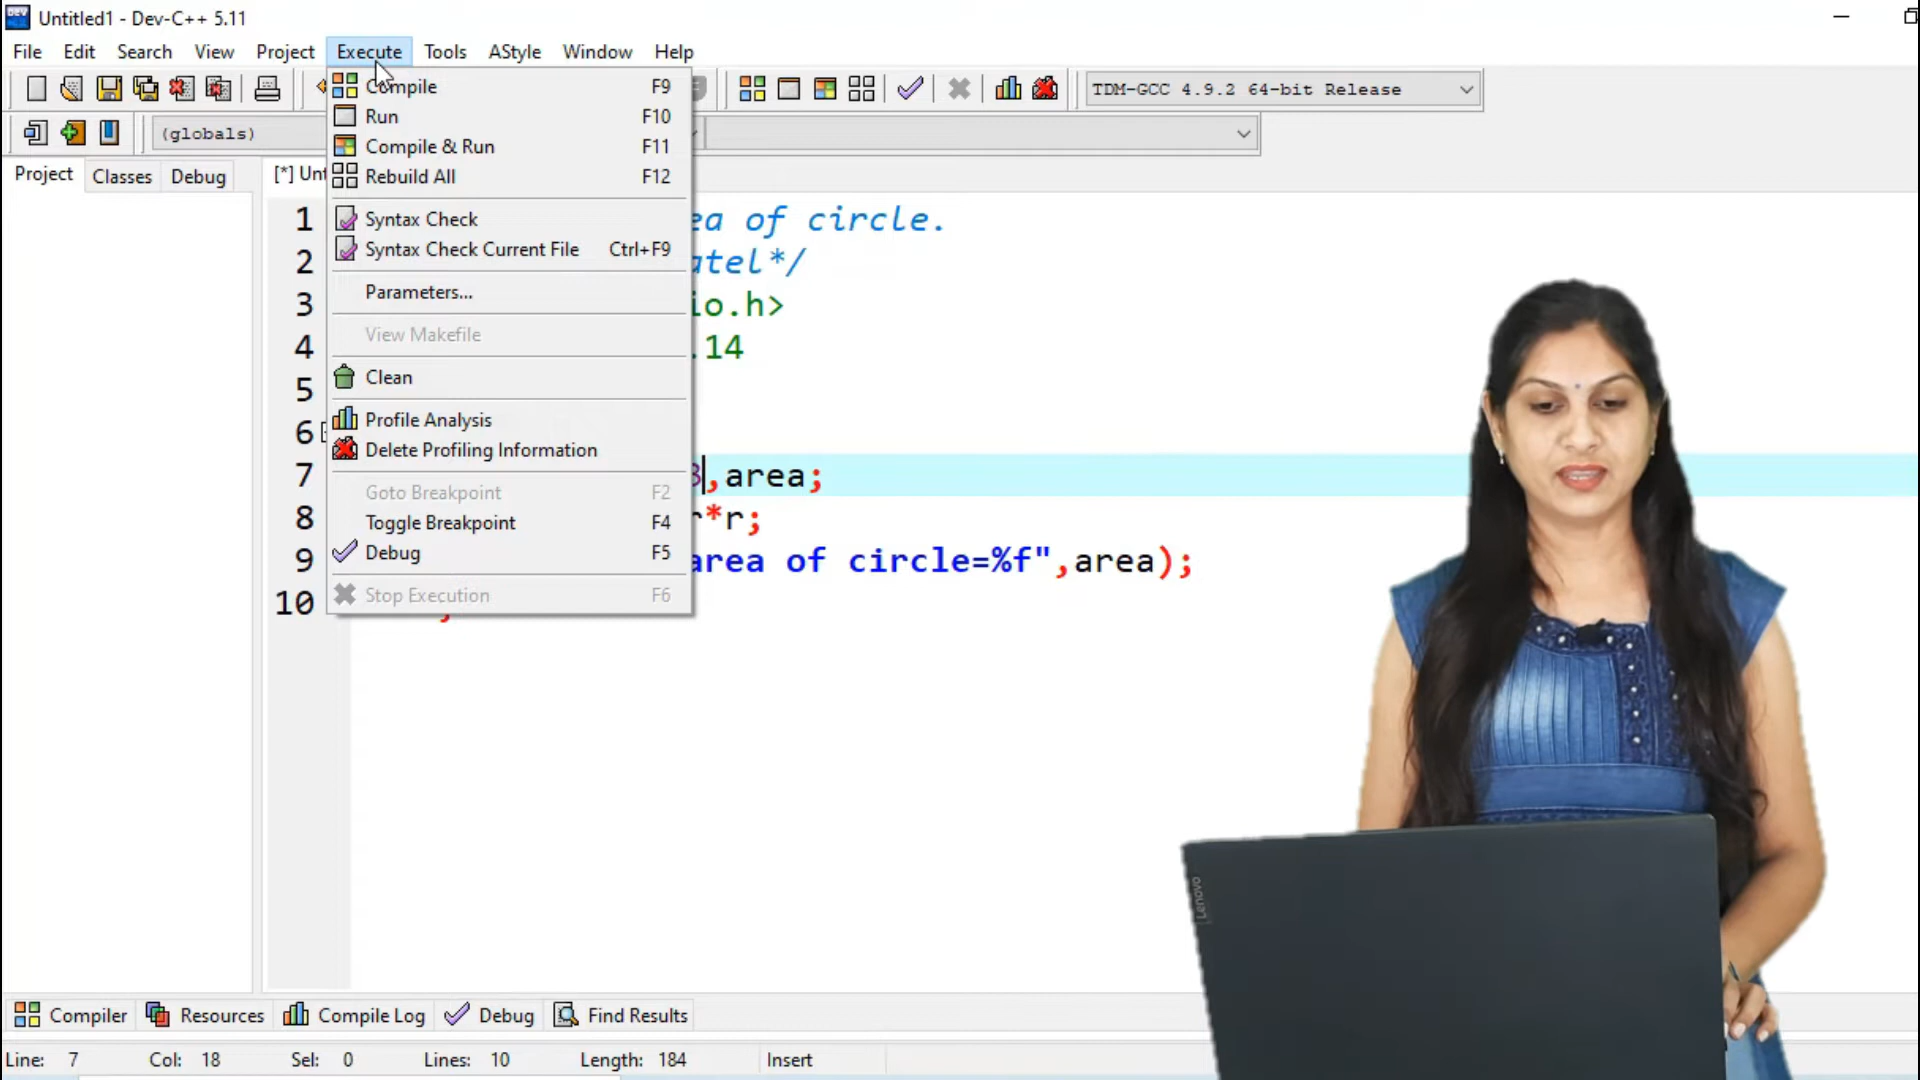 Untitled1 - Dev-C++ 5.11
File Edit Search View Project Execute Tools AStyle Window Help
TDM-GCC 4.9.2 64-bit Release
(globals)
Project Classes Debug
[*] Unt
Compile F9
Run F10
Compile & Run F11
Rebuild All F12
Syntax Check
Syntax Check Current File Ctrl+F9
Parameters...
View Makefile
Clean
Profile Analysis
Delete Profiling Information
Goto Breakpoint F2
Toggle Breakpoint F4
Debug F5
Stop Execution F6
1 ea of circle.
2 atel*/
3 io.h>
4 .14
5
6
7 3,area;
8 r*r;
9 area of circle=%f",area);
10
Lenovo
Compiler Resources Compile Log Debug Find Results
Line: 7 Col: 18 Sel: 0 Lines: 10 Length: 184 Insert